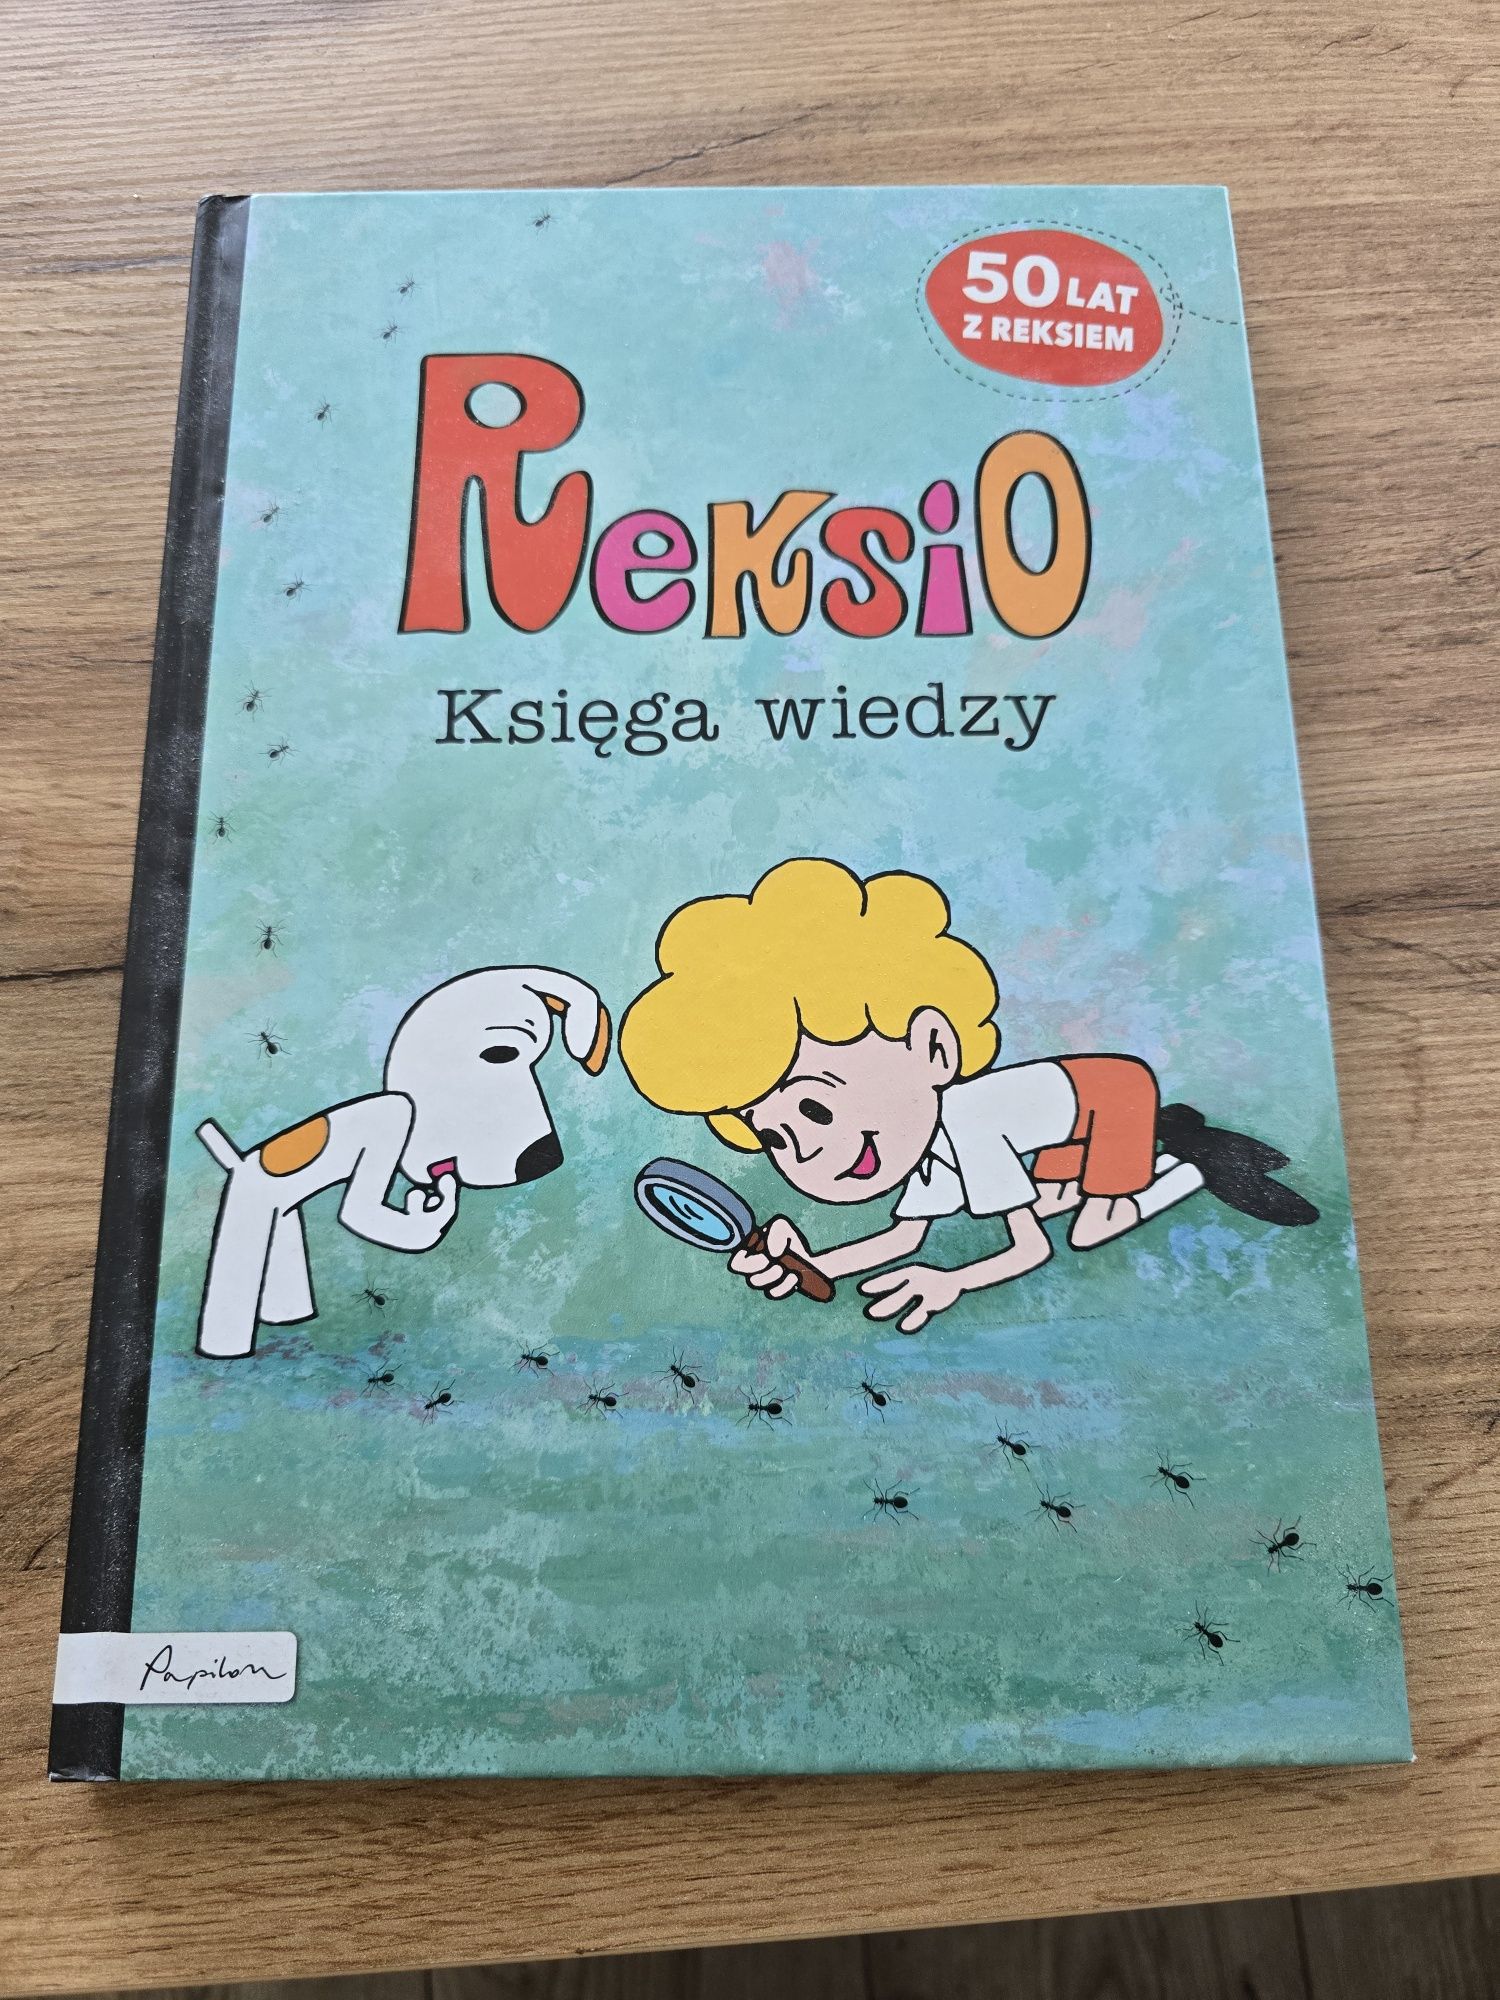 50 LAT
Z REKSIEM
REKSIO
Księga wiedzy
Papilon